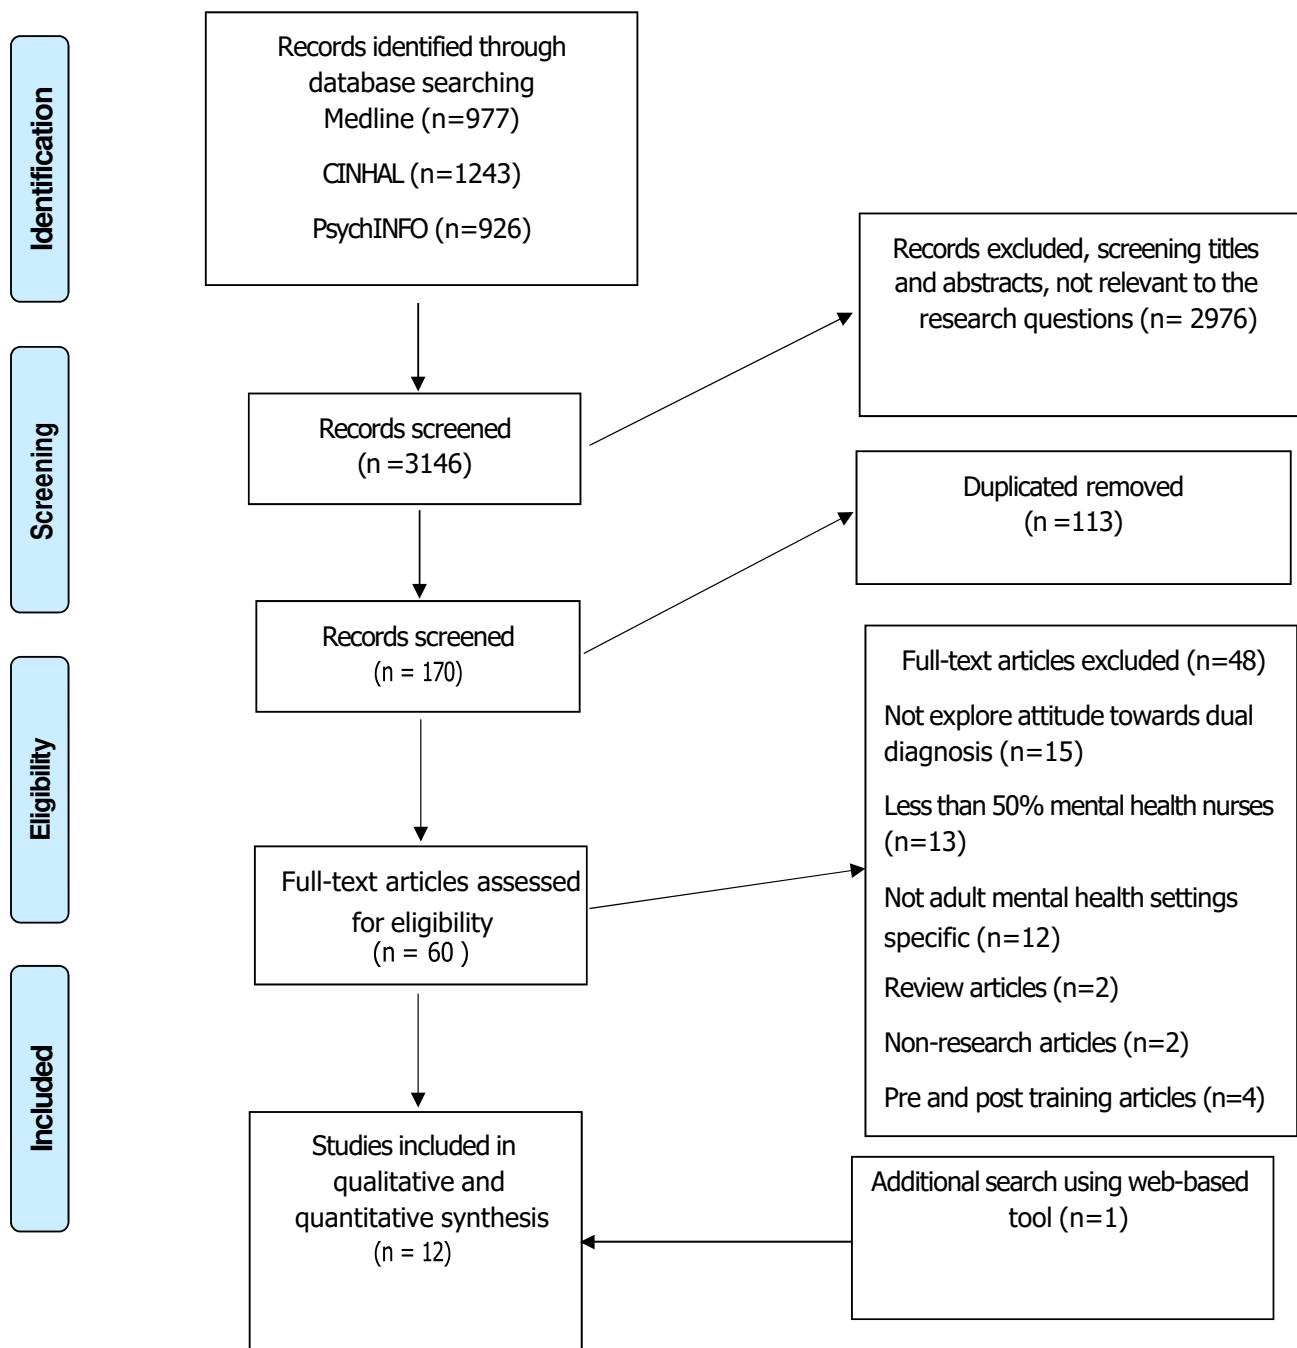 Identification
Records identified through
database searching
Medline (n=977)
CINHAL (n=1243)
PsychINFO (n=926)
Records excluded, screening titles
and abstracts, not relevant to the
research questions (n= 2976)
Screening
Records screened
(n =3146)
Duplicated removed
(n =113)
Records screened
(n = 170)
Eligibility
Full-text articles assessed
for eligibility
(n = 60 )
Full-text articles excluded (n=48)
Not explore attitude towards dual
diagnosis (n=15)
Less than 50% mental health nurses
(n=13)
Not adult mental health settings
specific (n=12)
Review articles (n=2)
Non-research articles (n=2)
Pre and post training articles (n=4)
Included
Studies included in
qualitative and
quantitative synthesis
(n = 12)
Additional search using web-based
tool (n=1)